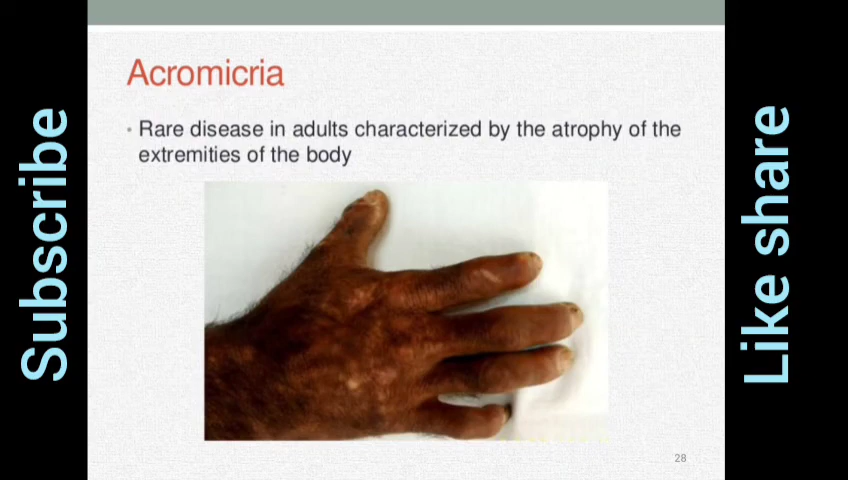 Subscribe
Acromicria
• Rare disease in adults characterized by the atrophy of the
extremities of the body
28
Like share